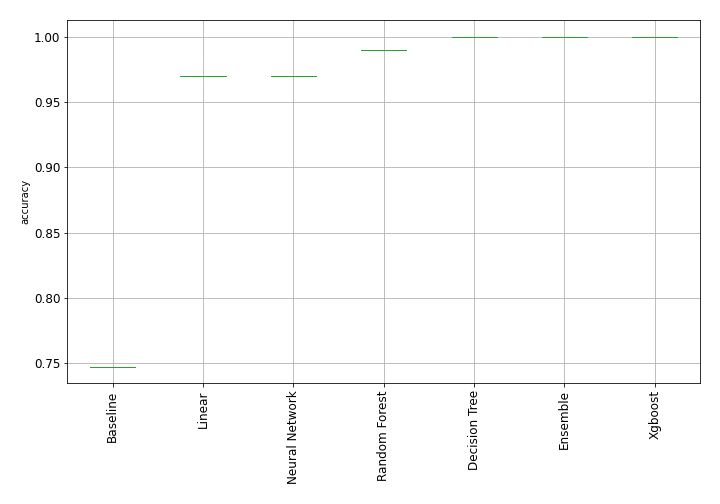 1.00
0.95
0.90
0.85
0.80
0.75
accuracy
Baseline
Linear
Neural Network
Random Forest
Decision Tree
Ensemble
Xgboost